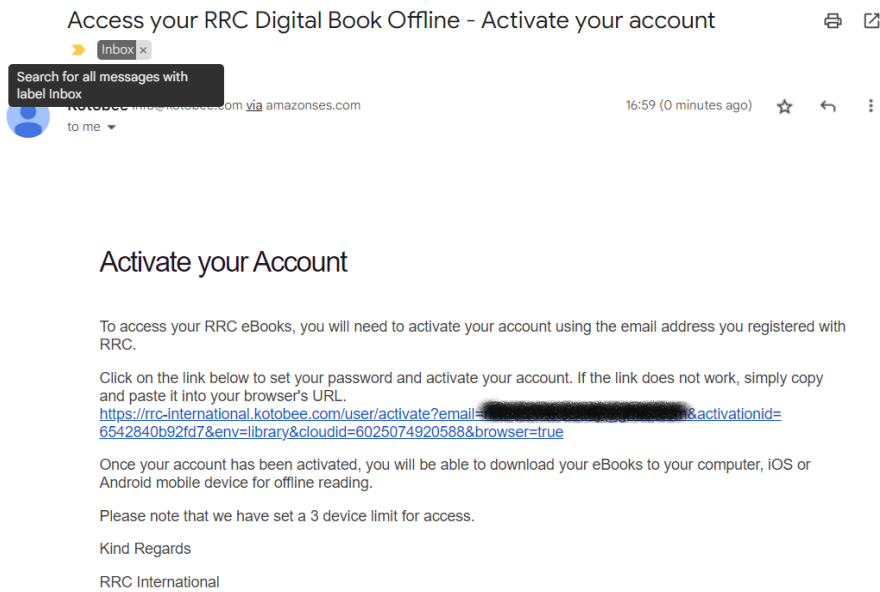 Access your RRC Digital Book Offline - Activate your account
Inbox ×
Search for all messages with
label Inbox
Kotobee info@kotobee.com via amazonses.com
16:59 (0 minutes ago)
to me
Activate your Account
To access your RRC eBooks, you will need to activate your account using the email address you registered with
RRC.
Click on the link below to set your password and activate your account. If the link does not work, simply copy
and paste it into your browser's URL.
https://rrc-international.kotobee.com/user/activate?email= &activationid=
6542840b92fd7&env=library&cloudid=6025074920588&browser=true
Once your account has been activated, you will be able to download your eBooks to your computer, iOS or
Android mobile device for offline reading.
Please note that we have set a 3 device limit for access.
Kind Regards
RRC International